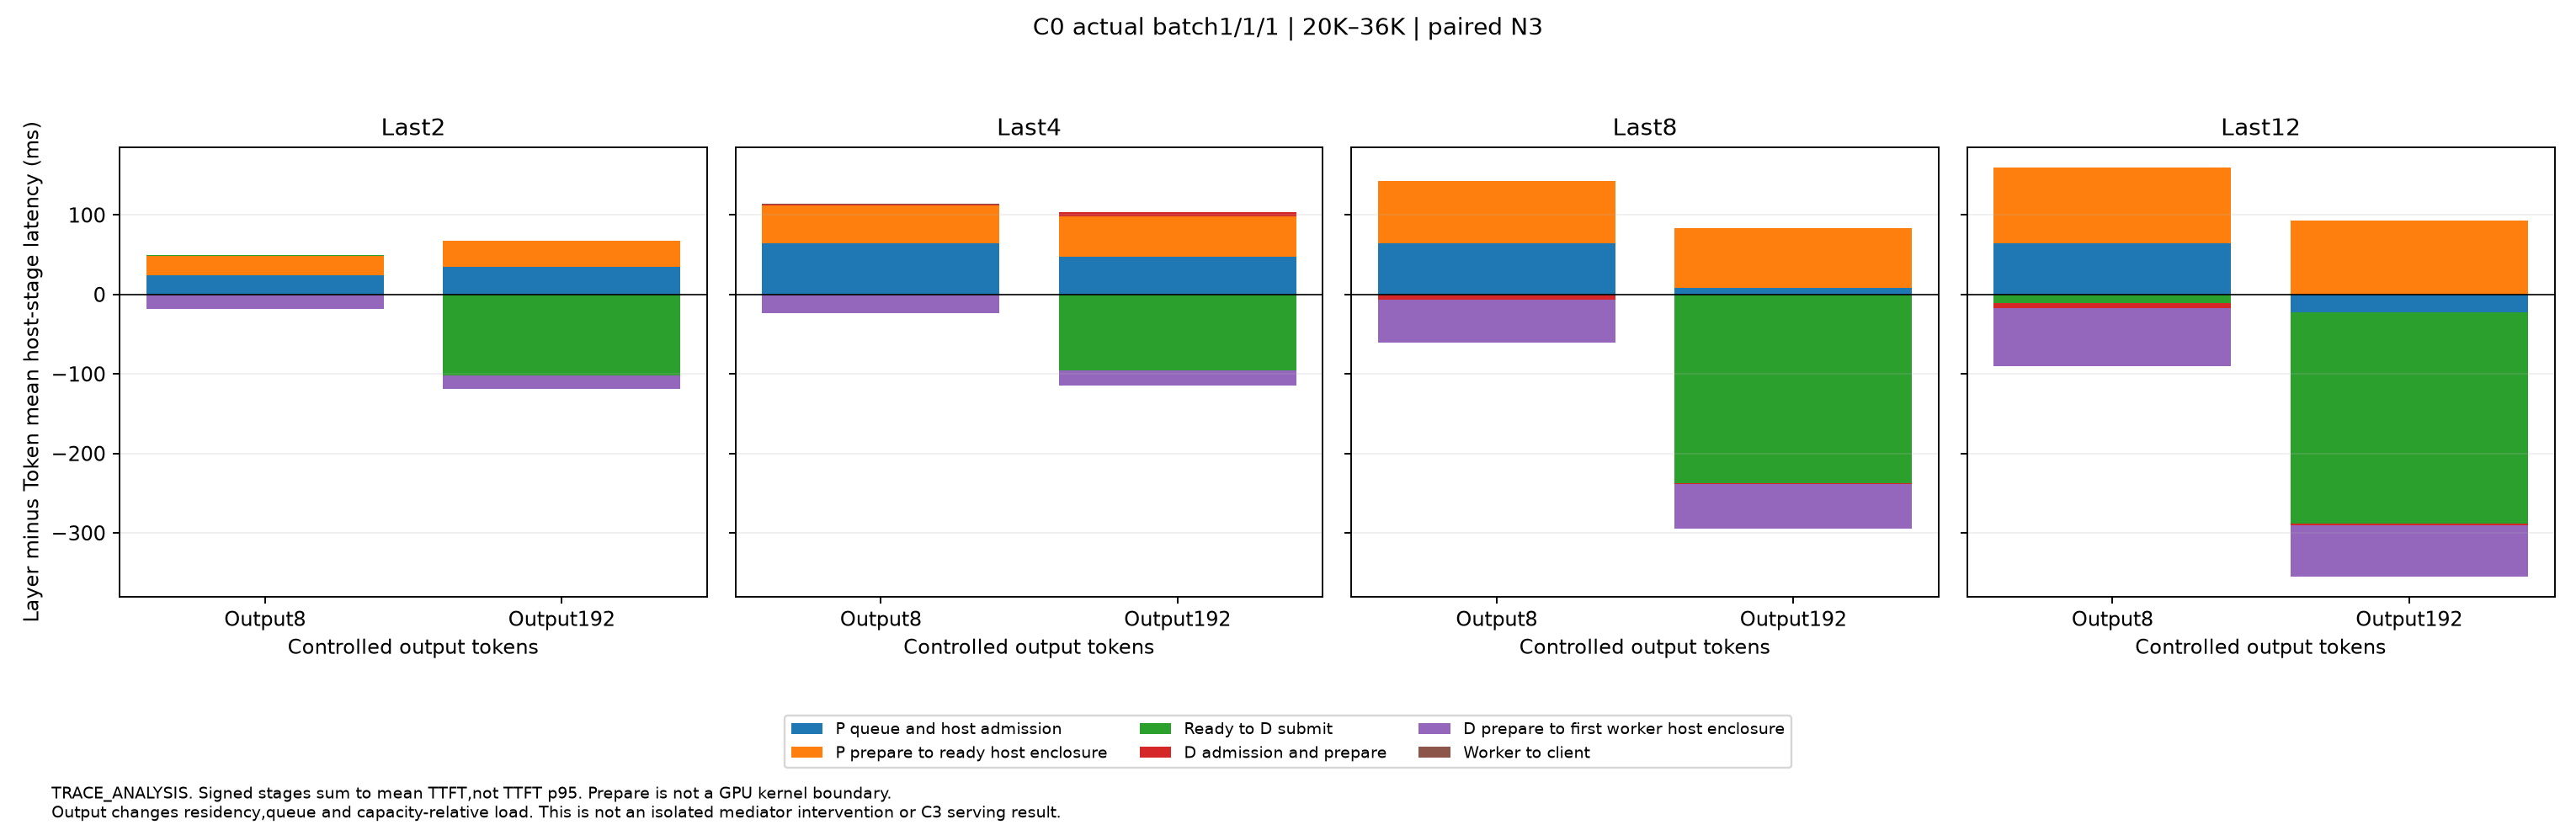 C0 actual batch1/1/1 | 20K–36K | paired N3
Layer minus Token mean host-stage latency (ms)
Last2
Last4
Last8
Last12
100
0
−100
−200
−300
Output8
Output192
Controlled output tokens
Output8
Output192
Controlled output tokens
Output8
Output192
Controlled output tokens
Output8
Output192
Controlled output tokens
P queue and host admission
P prepare to ready host enclosure
Ready to D submit
D admission and prepare
D prepare to first worker host enclosure
Worker to client
TRACE_ANALYSIS. Signed stages sum to mean TTFT,not TTFT p95. Prepare is not a GPU kernel boundary.
Output changes residency,queue and capacity-relative load. This is not an isolated mediator intervention or C3 serving result.